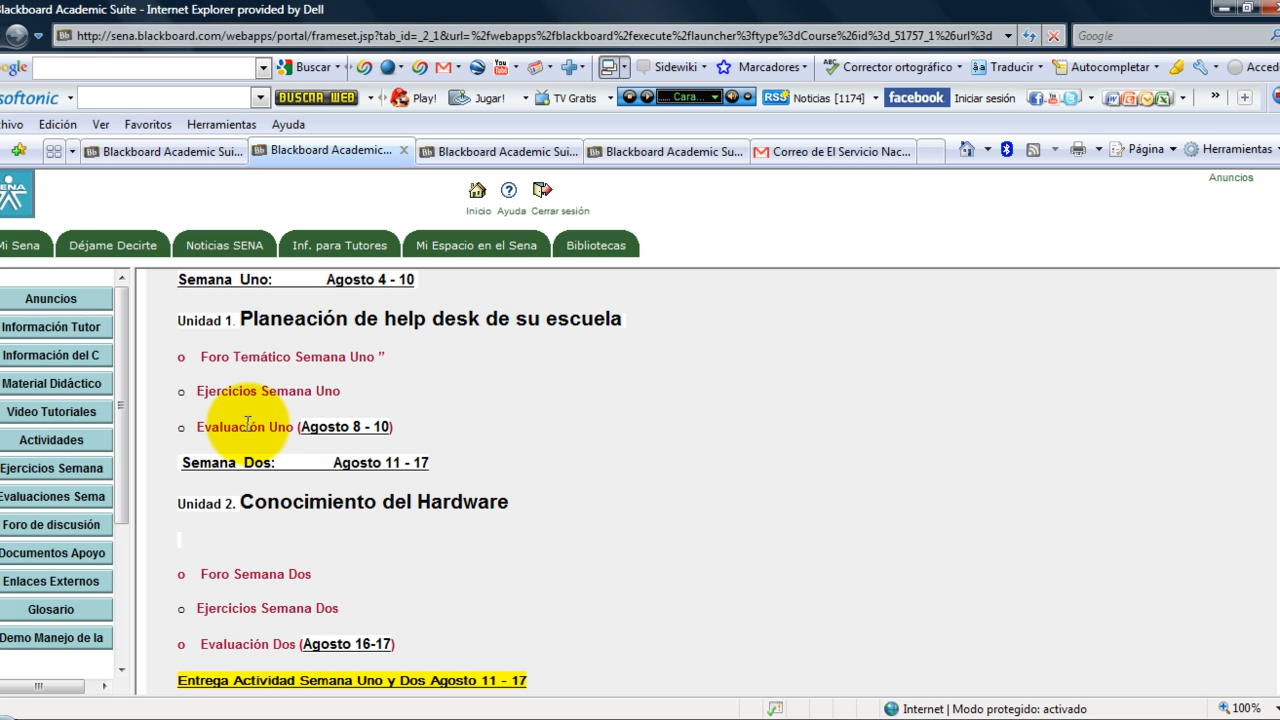 Blackboard Academic Suite - Internet Explorer provided by Dell
http://sena.blackboard.com/webapps/portal/frameset.jsp?tab_id=_2_1&url=%2fwebapps%2fblackboard%2fexecute%2flauncher%3ftype%3dCourse%26id%3d_51757_1%26url%3d
Google
Buscar
Sidewiki
Marcadores
Corrector ortográfico
Traducir
Autocompletar
softonic
BUSCAR WEB
Play!
Jugar!
TV Gratis
.... Cara...
RSS
Noticias [1174]
facebook
Iniciar sesión
Edición Ver Favoritos Herramientas Ayuda
Blackboard Academic Sui...
Blackboard Academic...
Blackboard Academic Sui...
Blackboard Academic Su...
Correo de El Servicio Nac...
Página
Herramientas
Anuncios
Inicio Ayuda Cerrar sesión
Mi Sena
Déjame Decirte
Noticias SENA
Inf. para Tutores
Mi Espacio en el Sena
Bibliotecas
Anuncios
Información Tutor
Información del C
Material Didáctico
Video Tutoriales
Actividades
Ejercicios Semana
Evaluaciones Sema
Foro de discusión
Documentos Apoyo
Enlaces Externos
Glosario
Demo Manejo de la
Semana Uno: Agosto 4 - 10
Unidad 1. Planeación de help desk de su escuela
o Foro Temático Semana Uno ”
o Ejercicios Semana Uno
o Evaluación Uno (Agosto 8 - 10)
Semana Dos: Agosto 11 - 17
Unidad 2. Conocimiento del Hardware
o Foro Semana Dos
o Ejercicios Semana Dos
o Evaluación Dos (Agosto 16-17)
Entrega Actividad Semana Uno y Dos Agosto 11 - 17
Internet | Modo protegido: activado
100%